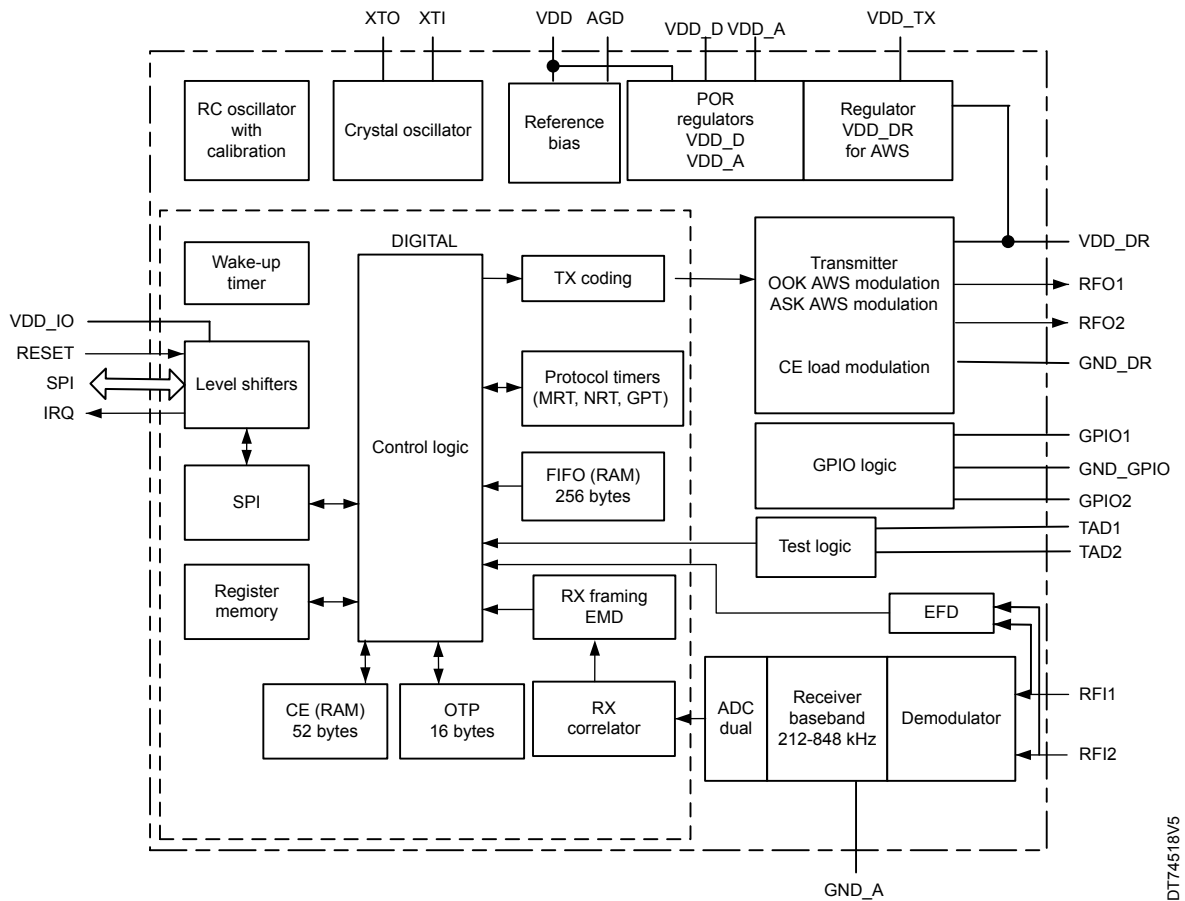 XTO
XTI
VDD
AGD
VDD_D
VDD_A
VDD_TX
RC oscillator
with
calibration
Crystal oscillator
Reference
bias
POR
regulators
VDD_D
VDD_A
Regulator
VDD_DR
for AWS
DIGITAL
Wake-up
timer
TX coding
Transmitter
OOK AWS modulation
ASK AWS modulation
CE load modulation
VDD_DR
RFO1
RFO2
GND_DR
VDD_IO
RESET
SPI
IRQ
Level shifters
Protocol timers
(MRT, NRT, GPT)
Control logic
GPIO logic
GPIO1
GND_GPIO
GPIO2
FIFO (RAM)
256 bytes
SPI
Test logic
TAD1
TAD2
Register
memory
RX framing
EMD
EFD
CE (RAM)
52 bytes
OTP
16 bytes
RX
correlator
ADC
dual
Receiver
baseband
212-848 kHz
Demodulator
RFI1
RFI2
GND_A
DT74518V5